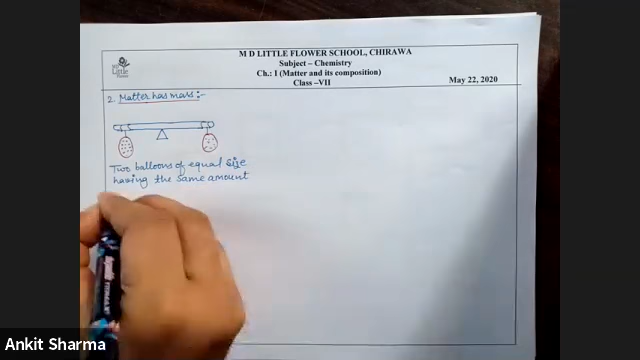 M D LITTLE FLOWER SCHOOL, CHIRAWA
Subject – Chemistry
Ch.: I (Matter and its composition)
Class –VII
May 22, 2020
Little
2. Matter has mass :-
Two balloons of equal size
having the same amount
Ankit Sharma